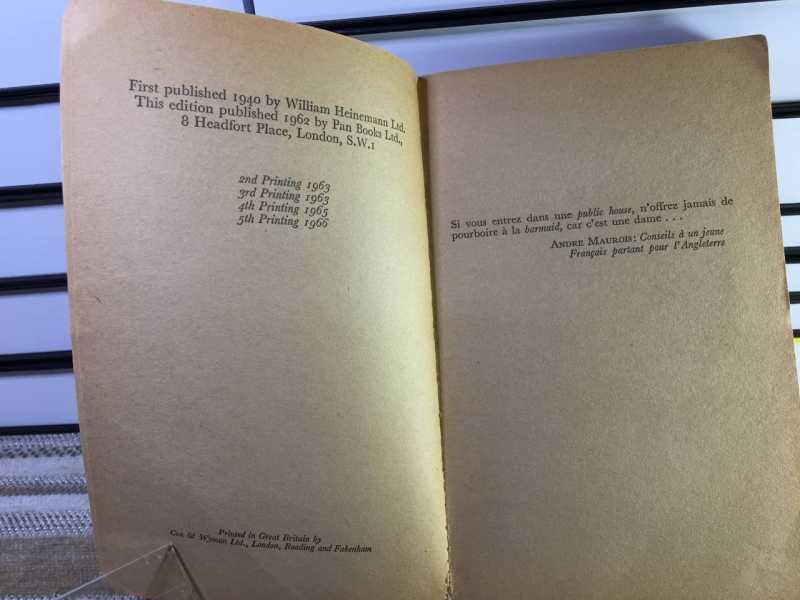 First published 1940 by William Heinemann Ltd.
This edition published 1962 by Pan Books Ltd.,
8 Headfort Place, London, S.W.1
2nd Printing 1963
3rd Printing 1963
4th Printing 1965
5th Printing 1966
Printed in Great Britain by
Cox & Wyman Ltd., London, Reading and Fakenham
Si vous entrez dans une public house, n'offrez jamais de
pourboire à la barmaid, car c'est une dame . . .
ANDRE MAUROIS: Conseils à un jeune
Français partant pour l'Angleterre